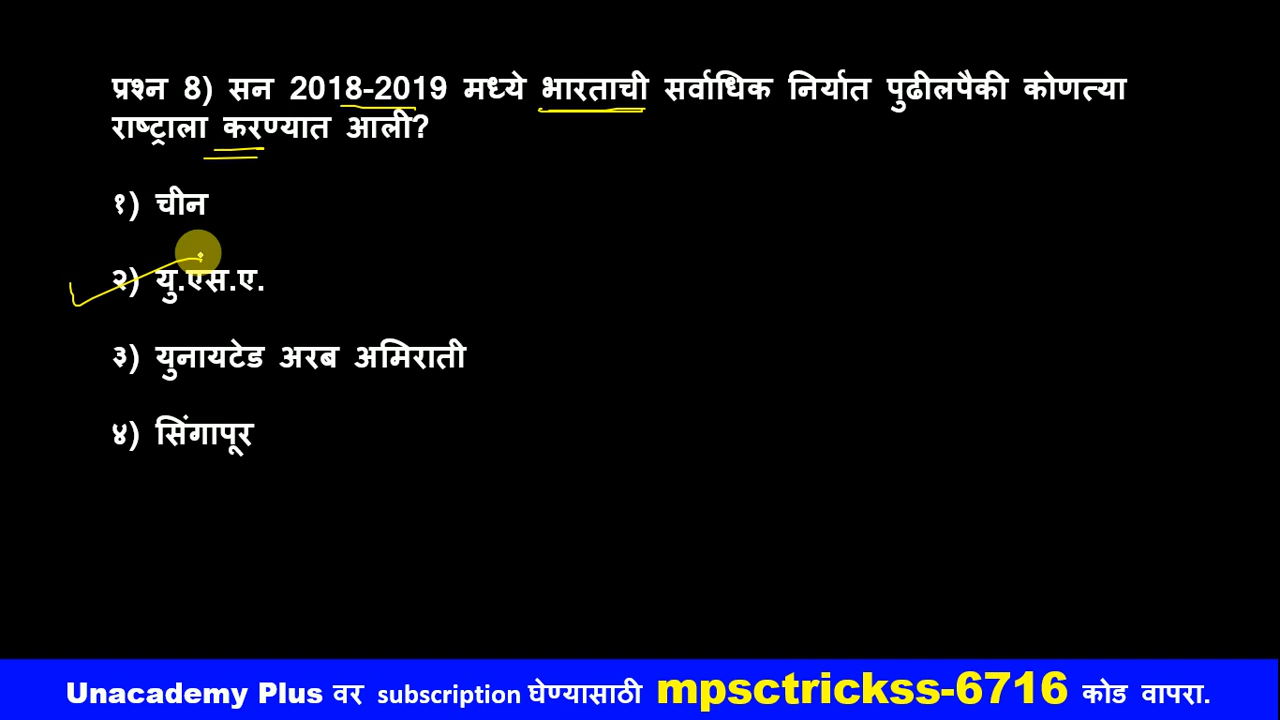 प्रश्न 8) सन 2018-2019 मध्ये भारताची सर्वाधिक निर्यात पुढीलपैकी कोणत्या
राष्ट्राला करण्यात आली?
१) चीन
२) यु.एस.ए.
३) युनायटेड अरब अमिराती
४) सिंगापूर
Unacademy Plus वर subscription घेण्यासाठी mpsctrickss-6716 कोड वापरा.